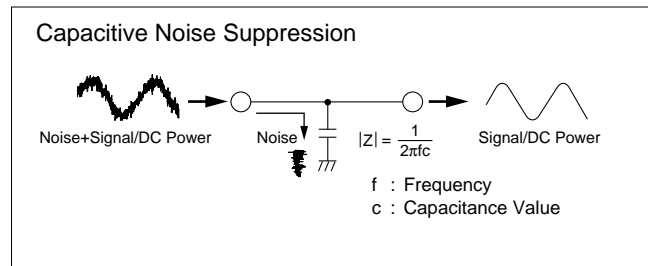 Capacitive Noise Suppression
Noise+Signal/DC Power
Noise
|Z| = 1/2πfc
Signal/DC Power
f : Frequency
c : Capacitance Value